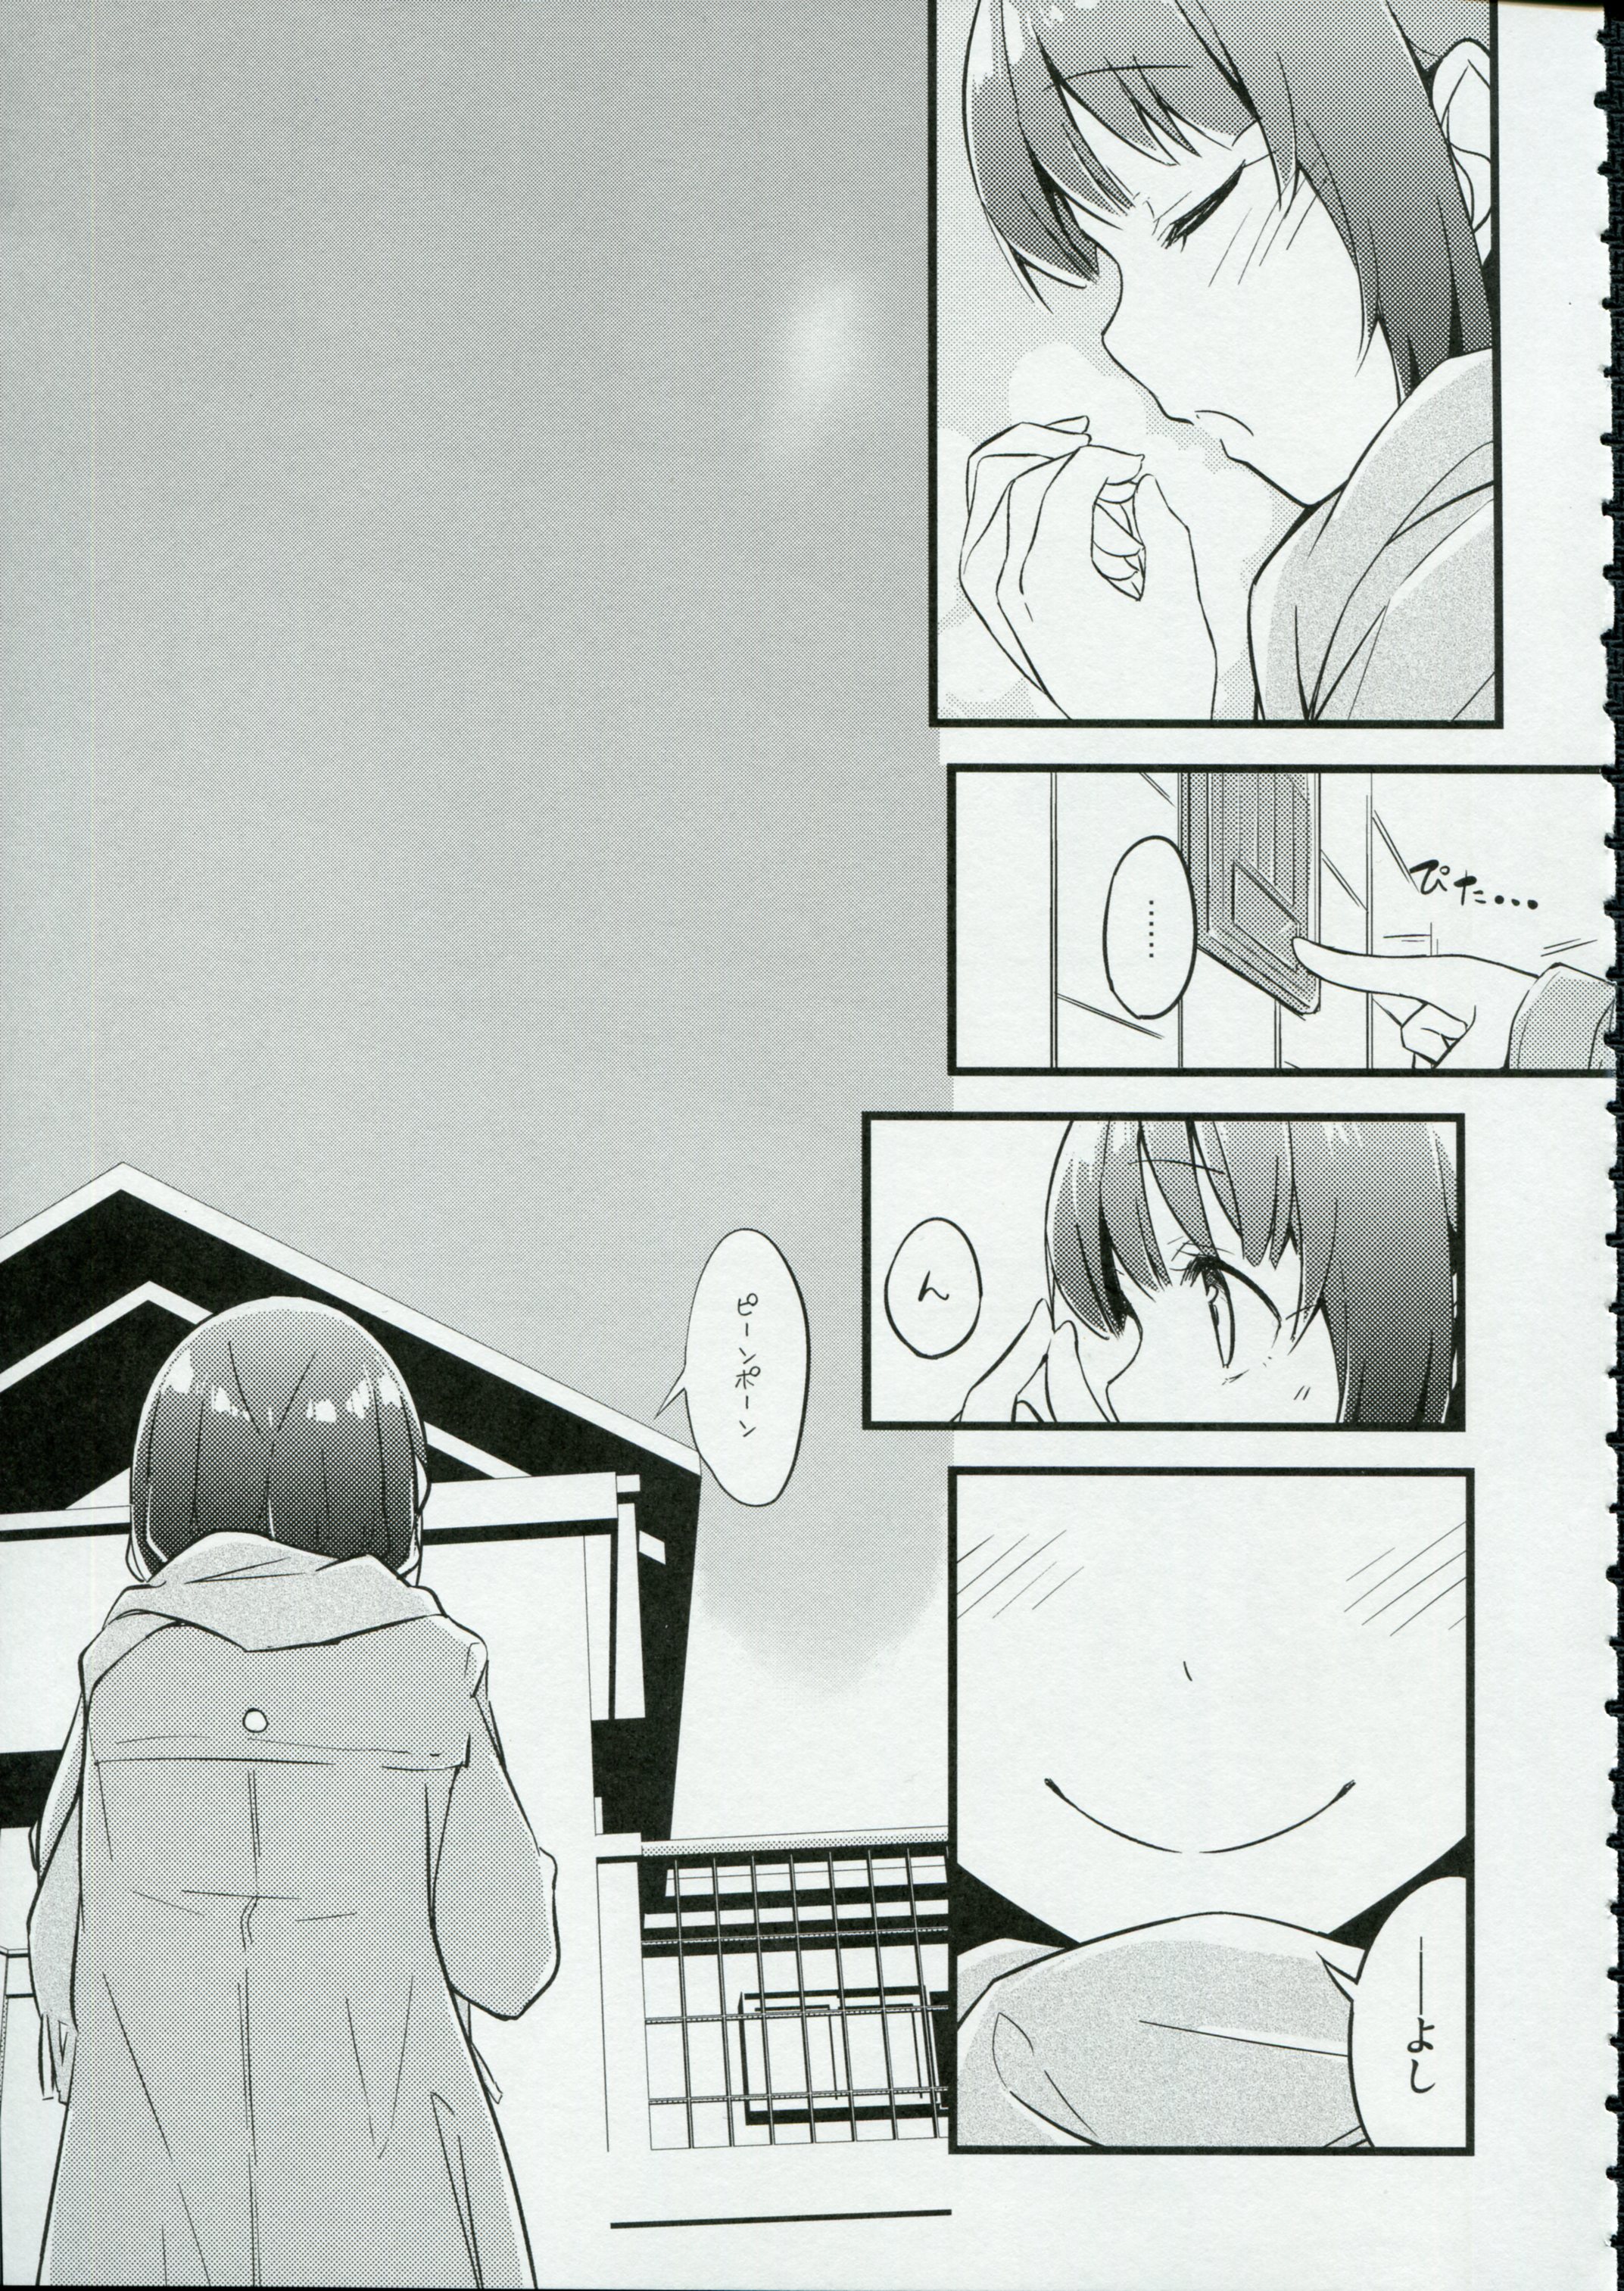 ぴた・・・
……
ん
―よし
ピーンポーン